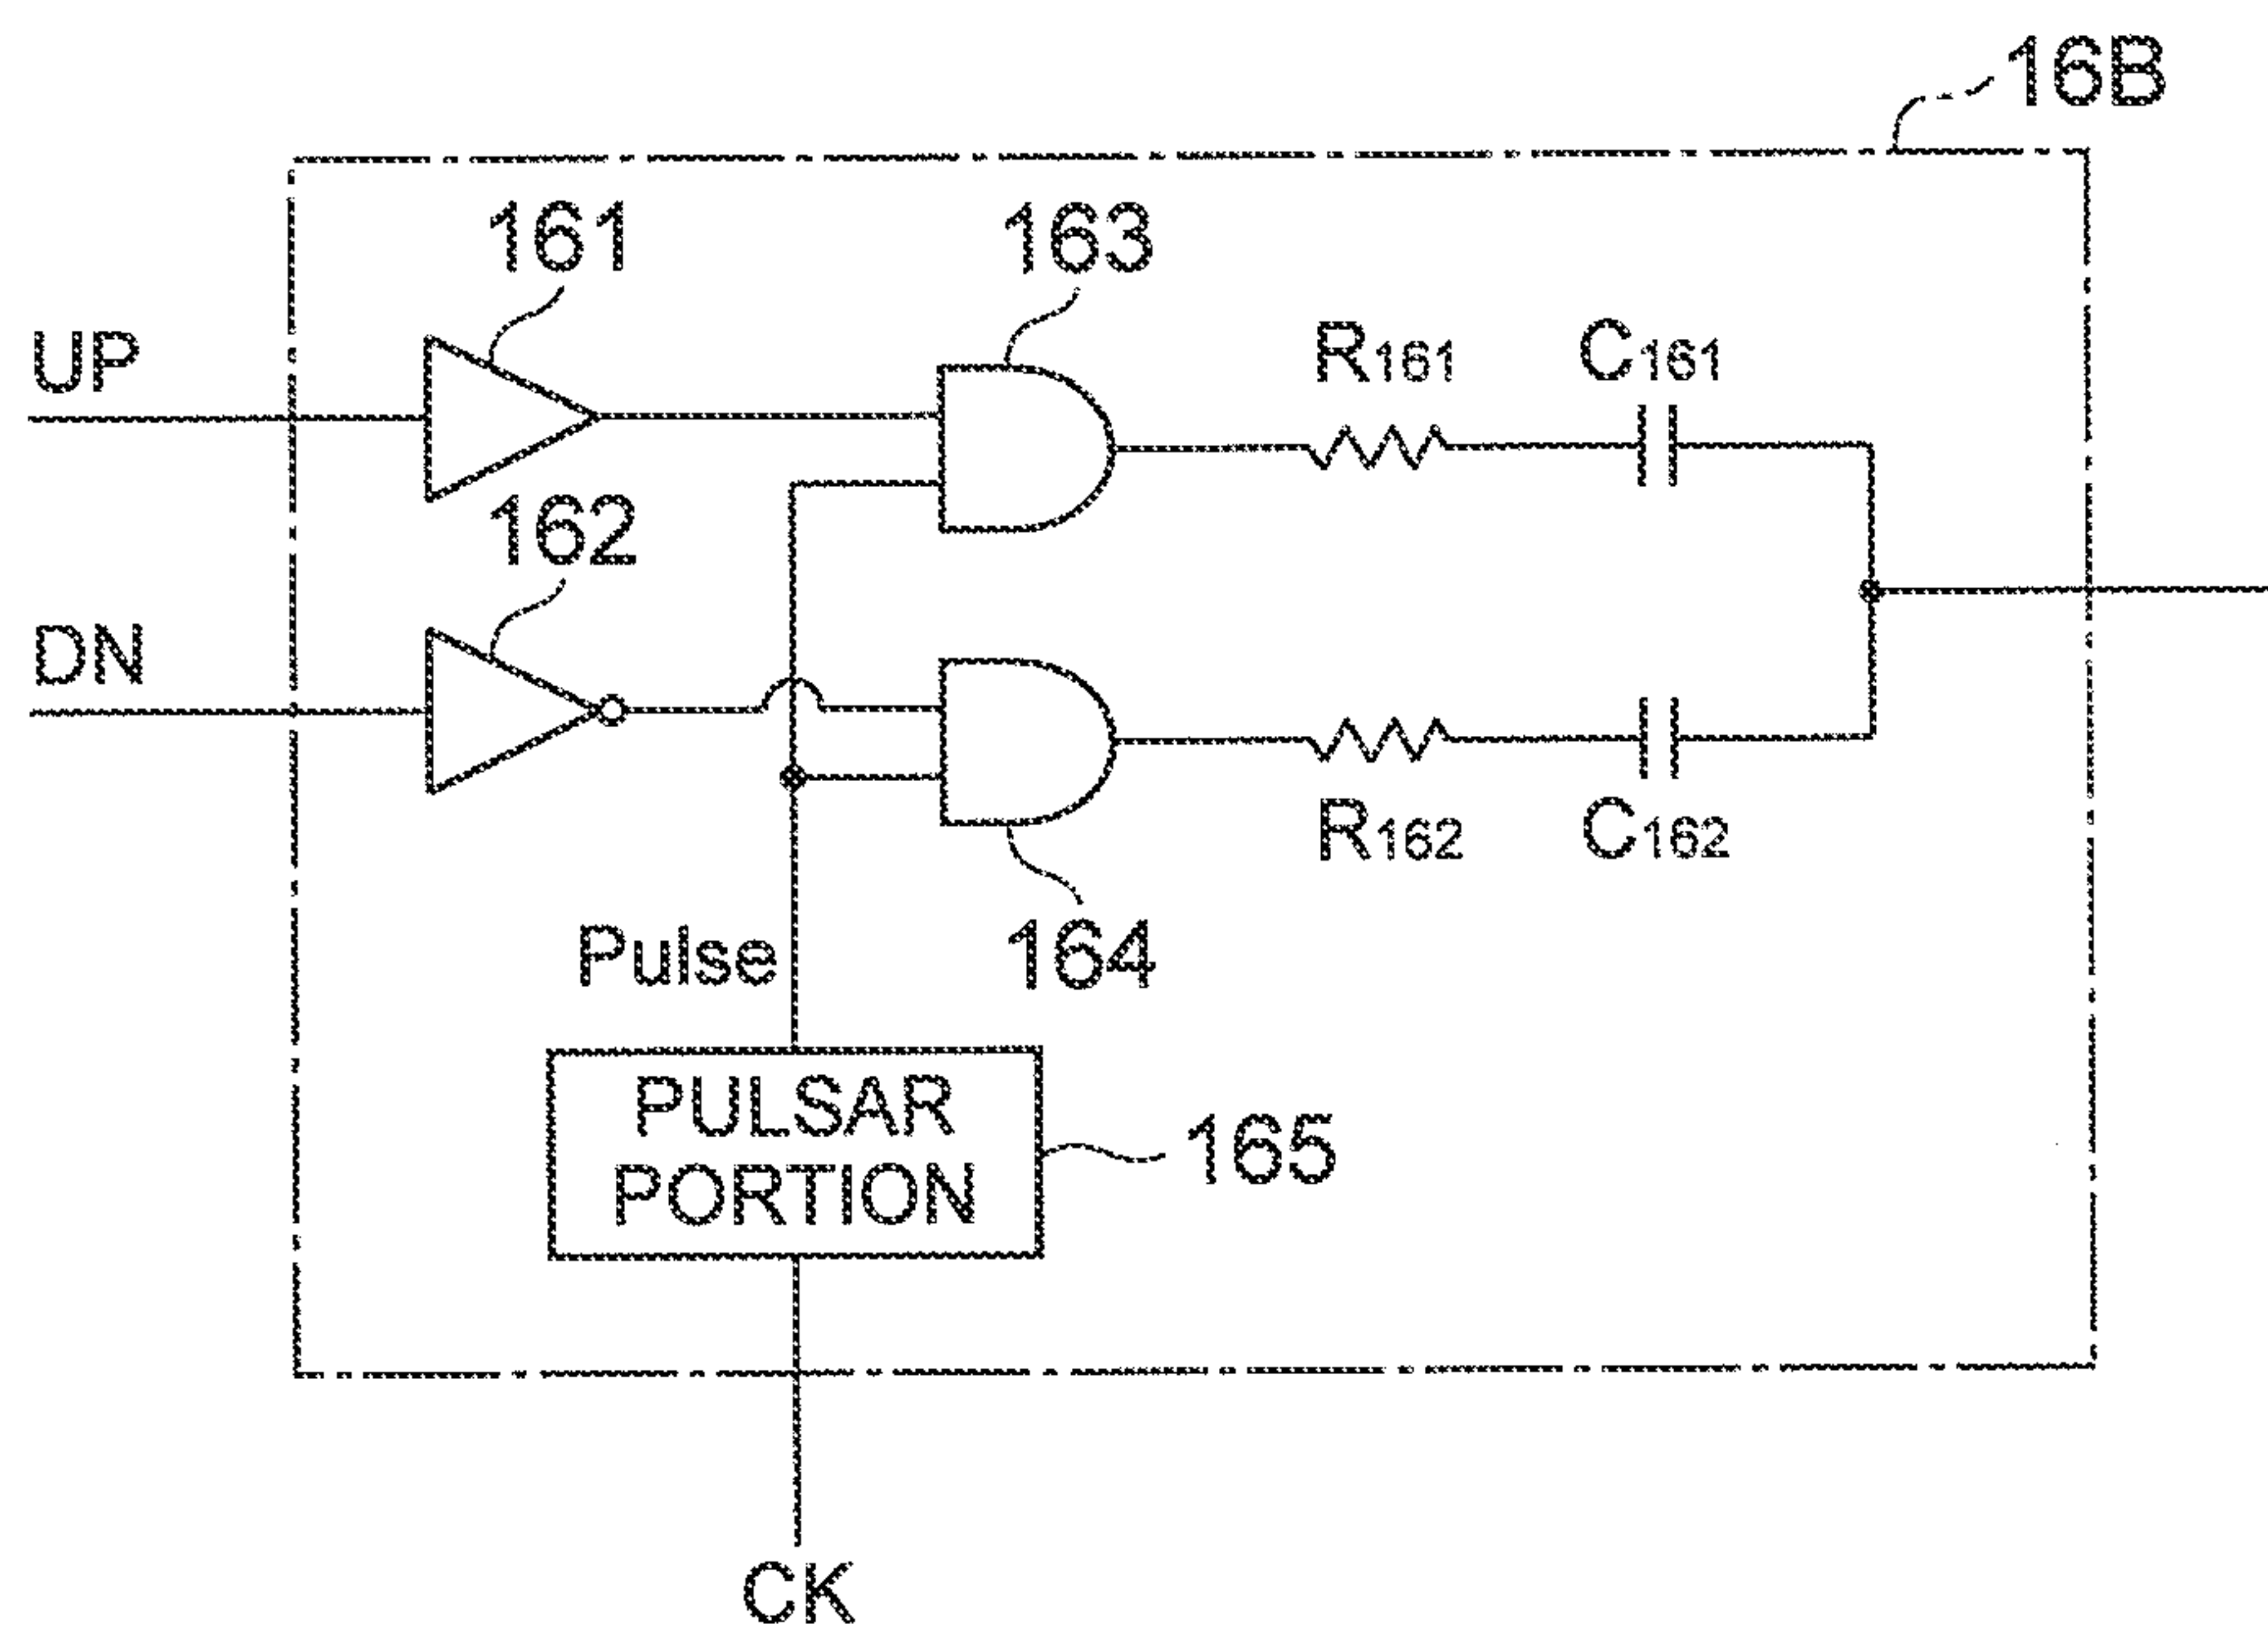 16B
161
163
UP
R161
C161
162
DN
R162
C162
Pulse
164
PULSAR
PORTION
165
CK